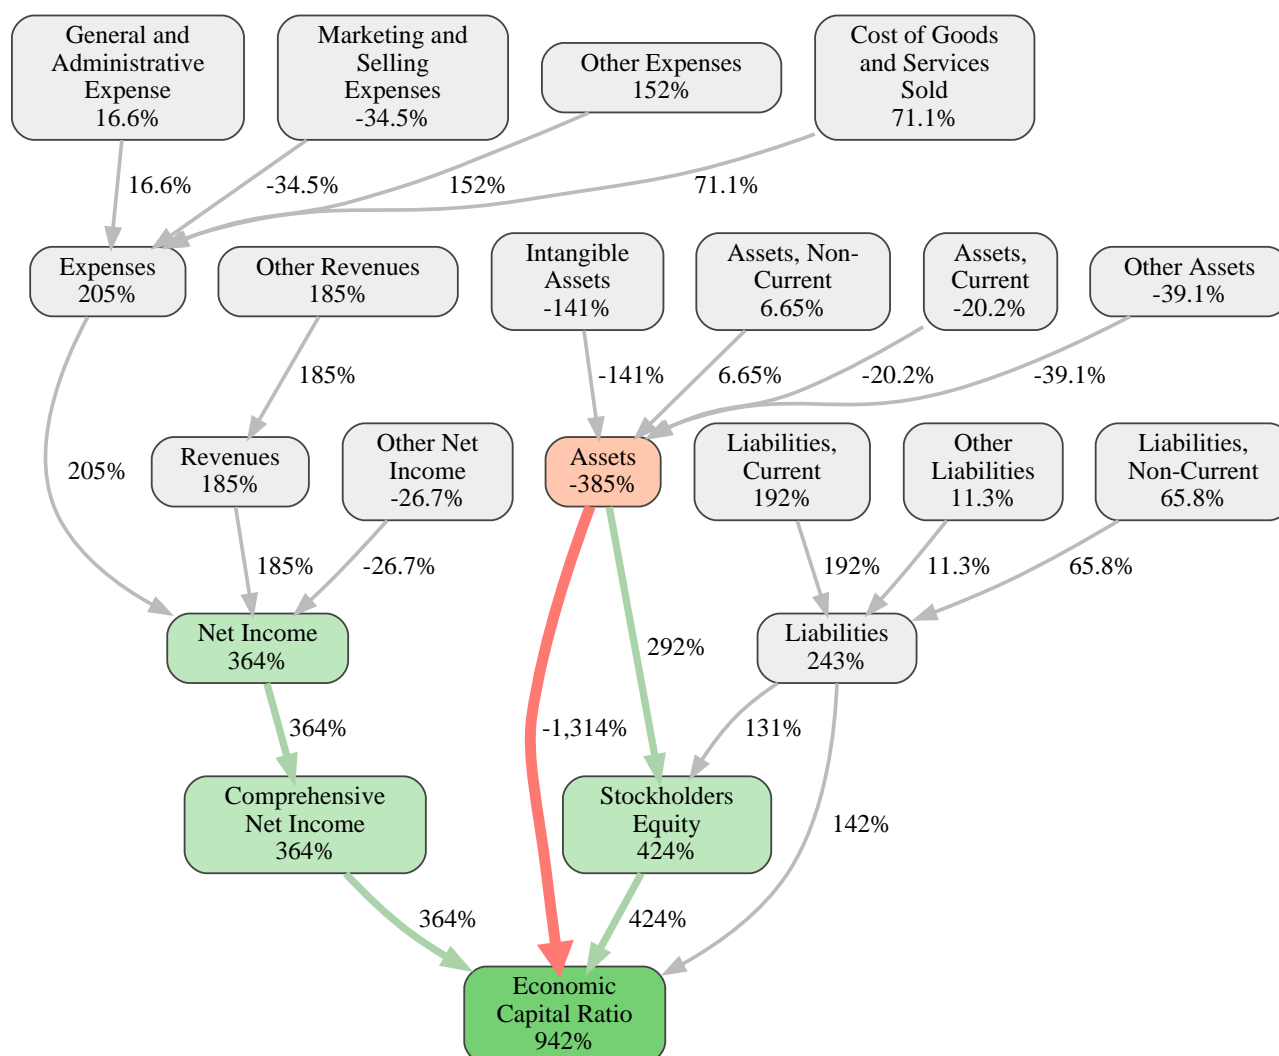 General and
Administrative
Expense
16.6%
Marketing and
Selling
Expenses
-34.5%
Other Expenses
152%
Cost of Goods
and Services
Sold
71.1%
16.6%
-34.5%
152%
71.1%
Expenses
205%
Other Revenues
185%
Intangible
Assets
-141%
Assets, Non-
Current
6.65%
Assets,
Current
-20.2%
Other Assets
-39.1%
185%
-141%
6.65%
-20.2%
-39.1%
205%
Revenues
185%
Other Net
Income
-26.7%
Assets
-385%
Liabilities,
Current
192%
Other
Liabilities
11.3%
Liabilities,
Non-Current
65.8%
185%
-26.7%
192%
11.3%
65.8%
Net Income
364%
292%
Liabilities
243%
364%
-1,314%
131%
Comprehensive
Net Income
364%
Stockholders
Equity
424%
142%
364%
424%
Economic
Capital Ratio
942%